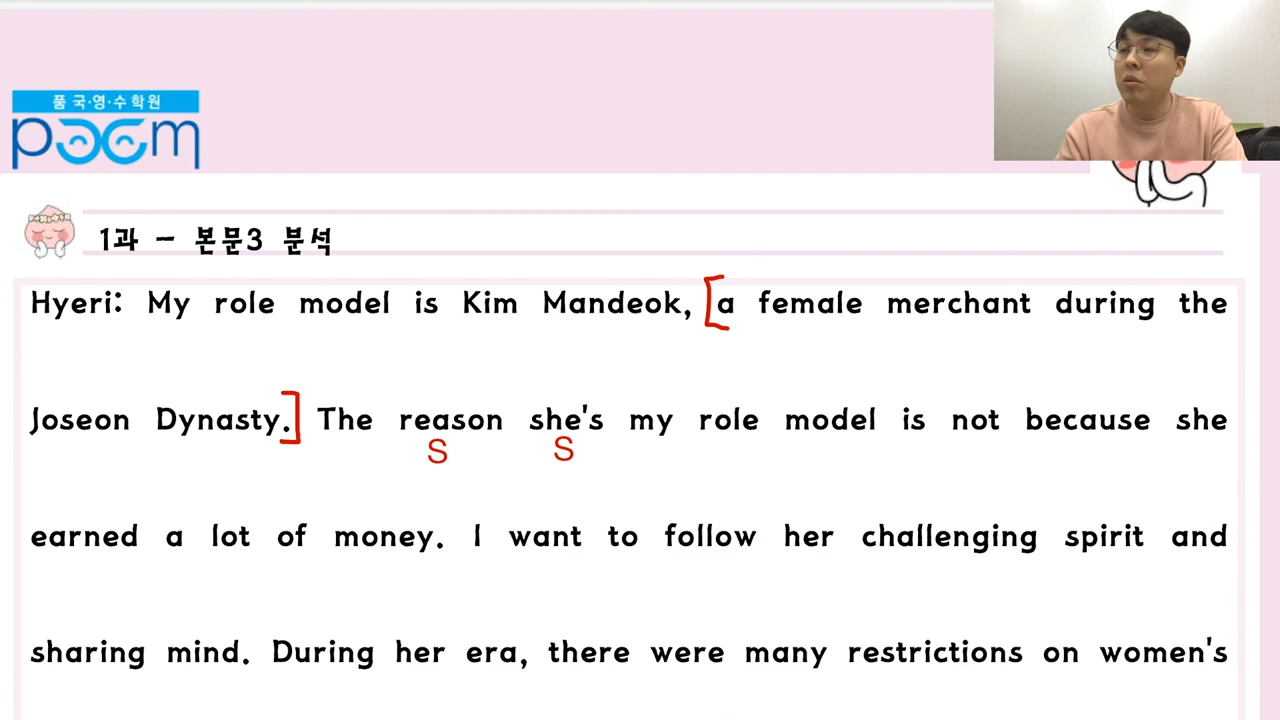 품 국·영·수 학원
poem
1과 - 본문3 분석
Hyeri: My role model is Kim Mandeok, [a female merchant during the
Joseon Dynasty.] The reason she's my role model is not because she
S S
earned a lot of money. I want to follow her challenging spirit and
sharing mind. During her era, there were many restrictions on women's